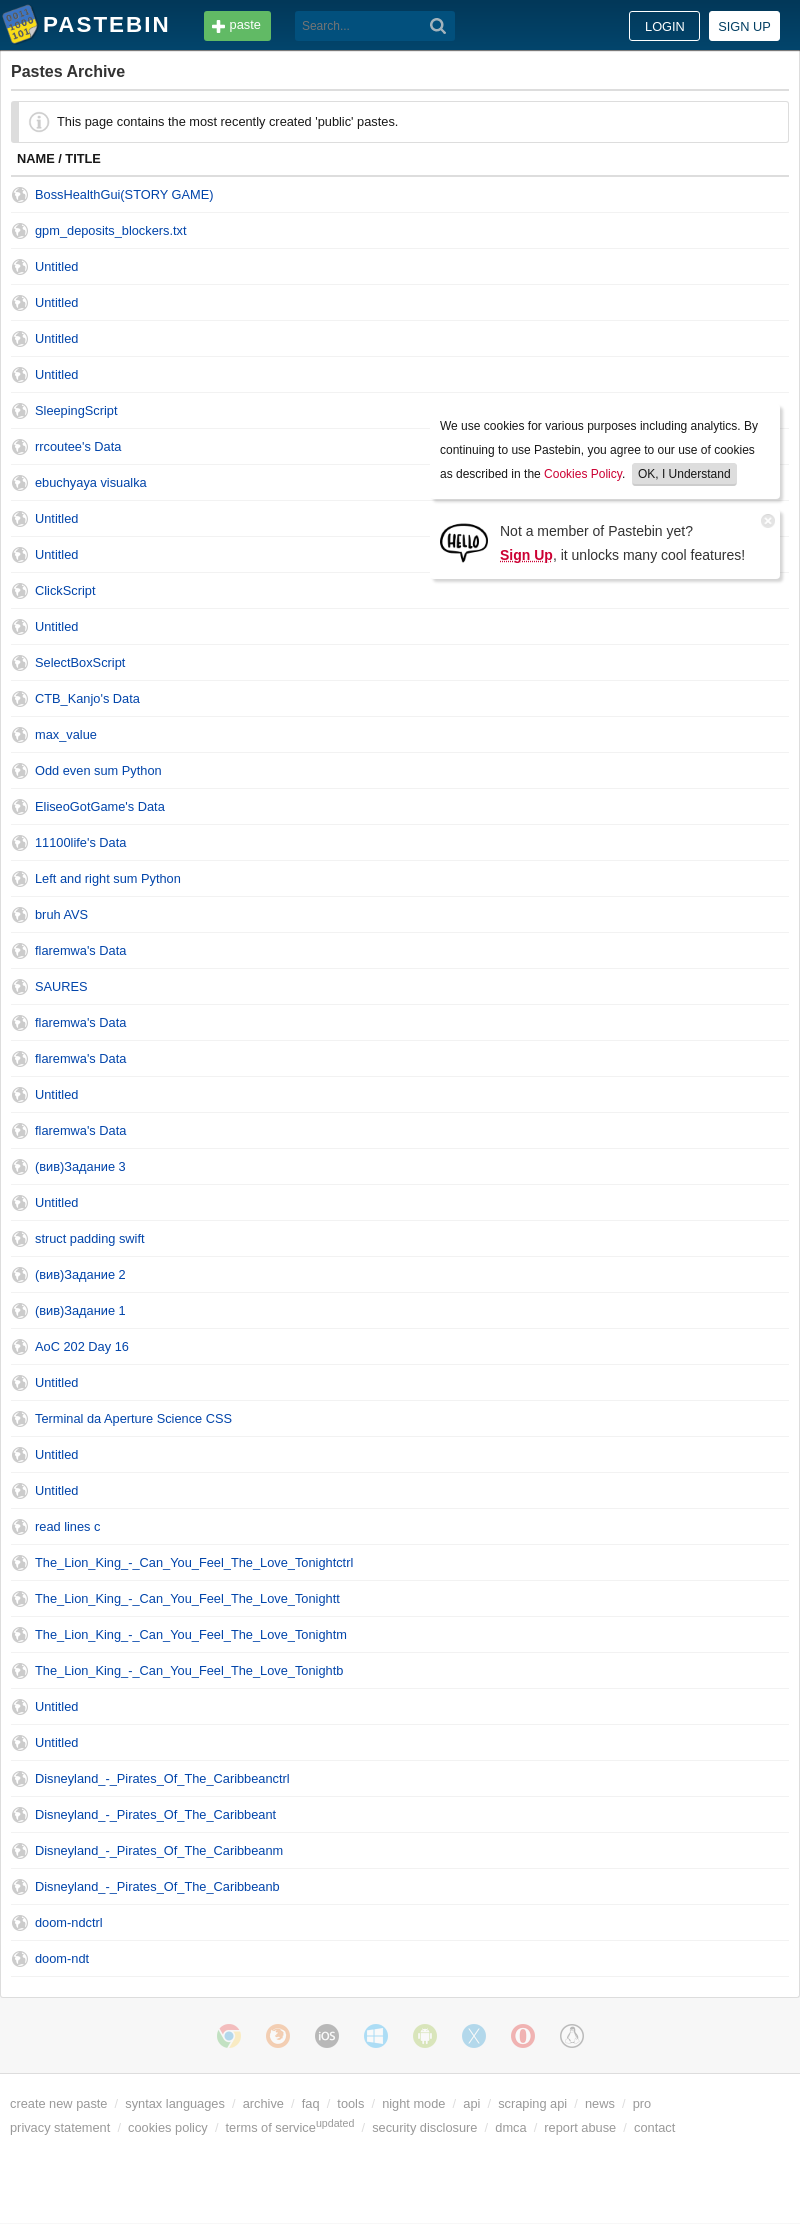 PASTEBIN paste Search... LOGIN SIGN UP
Pastes Archive
This page contains the most recently created 'public' pastes.
NAME / TITLE
BossHealthGui(STORY GAME)
gpm_deposits_blockers.txt
Untitled
Untitled
Untitled
Untitled
SleepingScript
rrcoutee's Data
ebuchyaya visualka
Untitled
Untitled
We use cookies for various purposes including analytics. By
continuing to use Pastebin, you agree to our use of cookies
as described in the Cookies Policy. OK, I Understand
HELLO
Not a member of Pastebin yet?
Sign Up, it unlocks many cool features!
ClickScript
Untitled
SelectBoxScript
CTB_Kanjo's Data
max_value
Odd even sum Python
EliseoGotGame's Data
11100life's Data
Left and right sum Python
bruh AVS
flaremwa's Data
SAURES
flaremwa's Data
flaremwa's Data
Untitled
flaremwa's Data
(вив)Задание 3
Untitled
struct padding swift
(вив)Задание 2
(вив)Задание 1
AoC 202 Day 16
Untitled
Terminal da Aperture Science CSS
Untitled
Untitled
read lines c
The_Lion_King_-_Can_You_Feel_The_Love_Tonightctrl
The_Lion_King_-_Can_You_Feel_The_Love_Tonightt
The_Lion_King_-_Can_You_Feel_The_Love_Tonightm
The_Lion_King_-_Can_You_Feel_The_Love_Tonightb
Untitled
Untitled
Disneyland_-_Pirates_Of_The_Caribbeanctrl
Disneyland_-_Pirates_Of_The_Caribbeant
Disneyland_-_Pirates_Of_The_Caribbeanm
Disneyland_-_Pirates_Of_The_Caribbeanb
doom-ndctrl
doom-ndt
iOS
create new paste / syntax languages / archive / faq / tools / night mode / api / scraping api / news / pro
privacy statement / cookies policy / terms of service updated / security disclosure / dmca / report abuse / contact